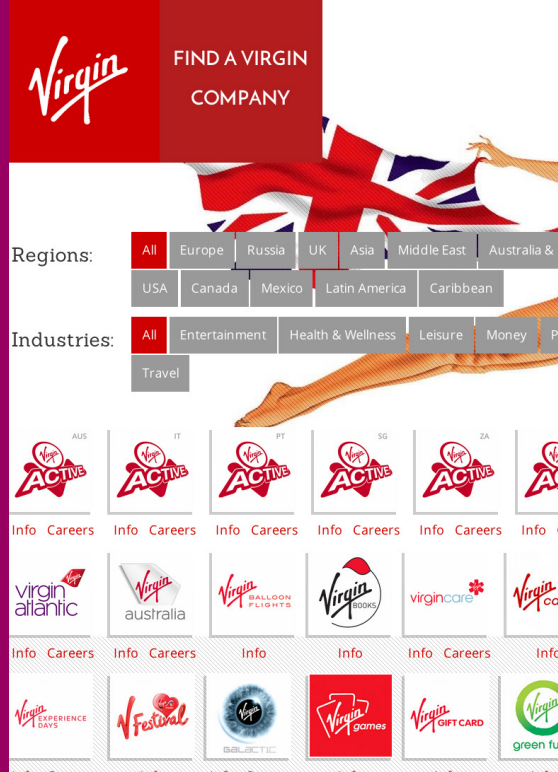 Virgin
FIND A VIRGIN
COMPANY
Regions:
All Europe Russia UK Asia Middle East Australia &
USA Canada Mexico Latin America Caribbean
Industries:
All Entertainment Health & Wellness Leisure Money P
Travel
AUS IT PT SG ZA
Virgin ACTIVE Virgin ACTIVE Virgin ACTIVE Virgin ACTIVE Virgin ACTIVE
Info Careers Info Careers Info Careers Info Careers Info Careers Info
virgin atlantic Virgin australia Virgin BALLOON FLIGHTS Virgin BOOKS virgincare Virgin
Info Careers Info Careers Info Info Info Careers Info
Virgin EXPERIENCE DAYS V Festival Virgin GALACTIC Virgin games Virgin GIFT CARD Virgin green fu